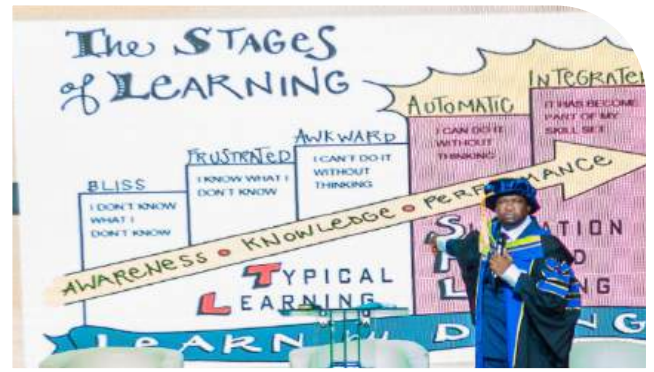 The STAGES
of LEARNING
BLISS
I DON'T KNOW
WHAT I
DON'T KNOW
FRUSTRATED
I KNOW WHAT I
DON'T KNOW
AWKWARD
I CAN'T DO IT
WITHOUT
THINKING
AUTOMATIC
I CAN DO IT
WITHOUT
THINKING
INTEGRATED
IT HAS BECOME
PART OF MY
SKILL SET
AWARENESS • KNOWLEDGE • PERFORMANCE
TYPICAL
LEARNING
LEARN